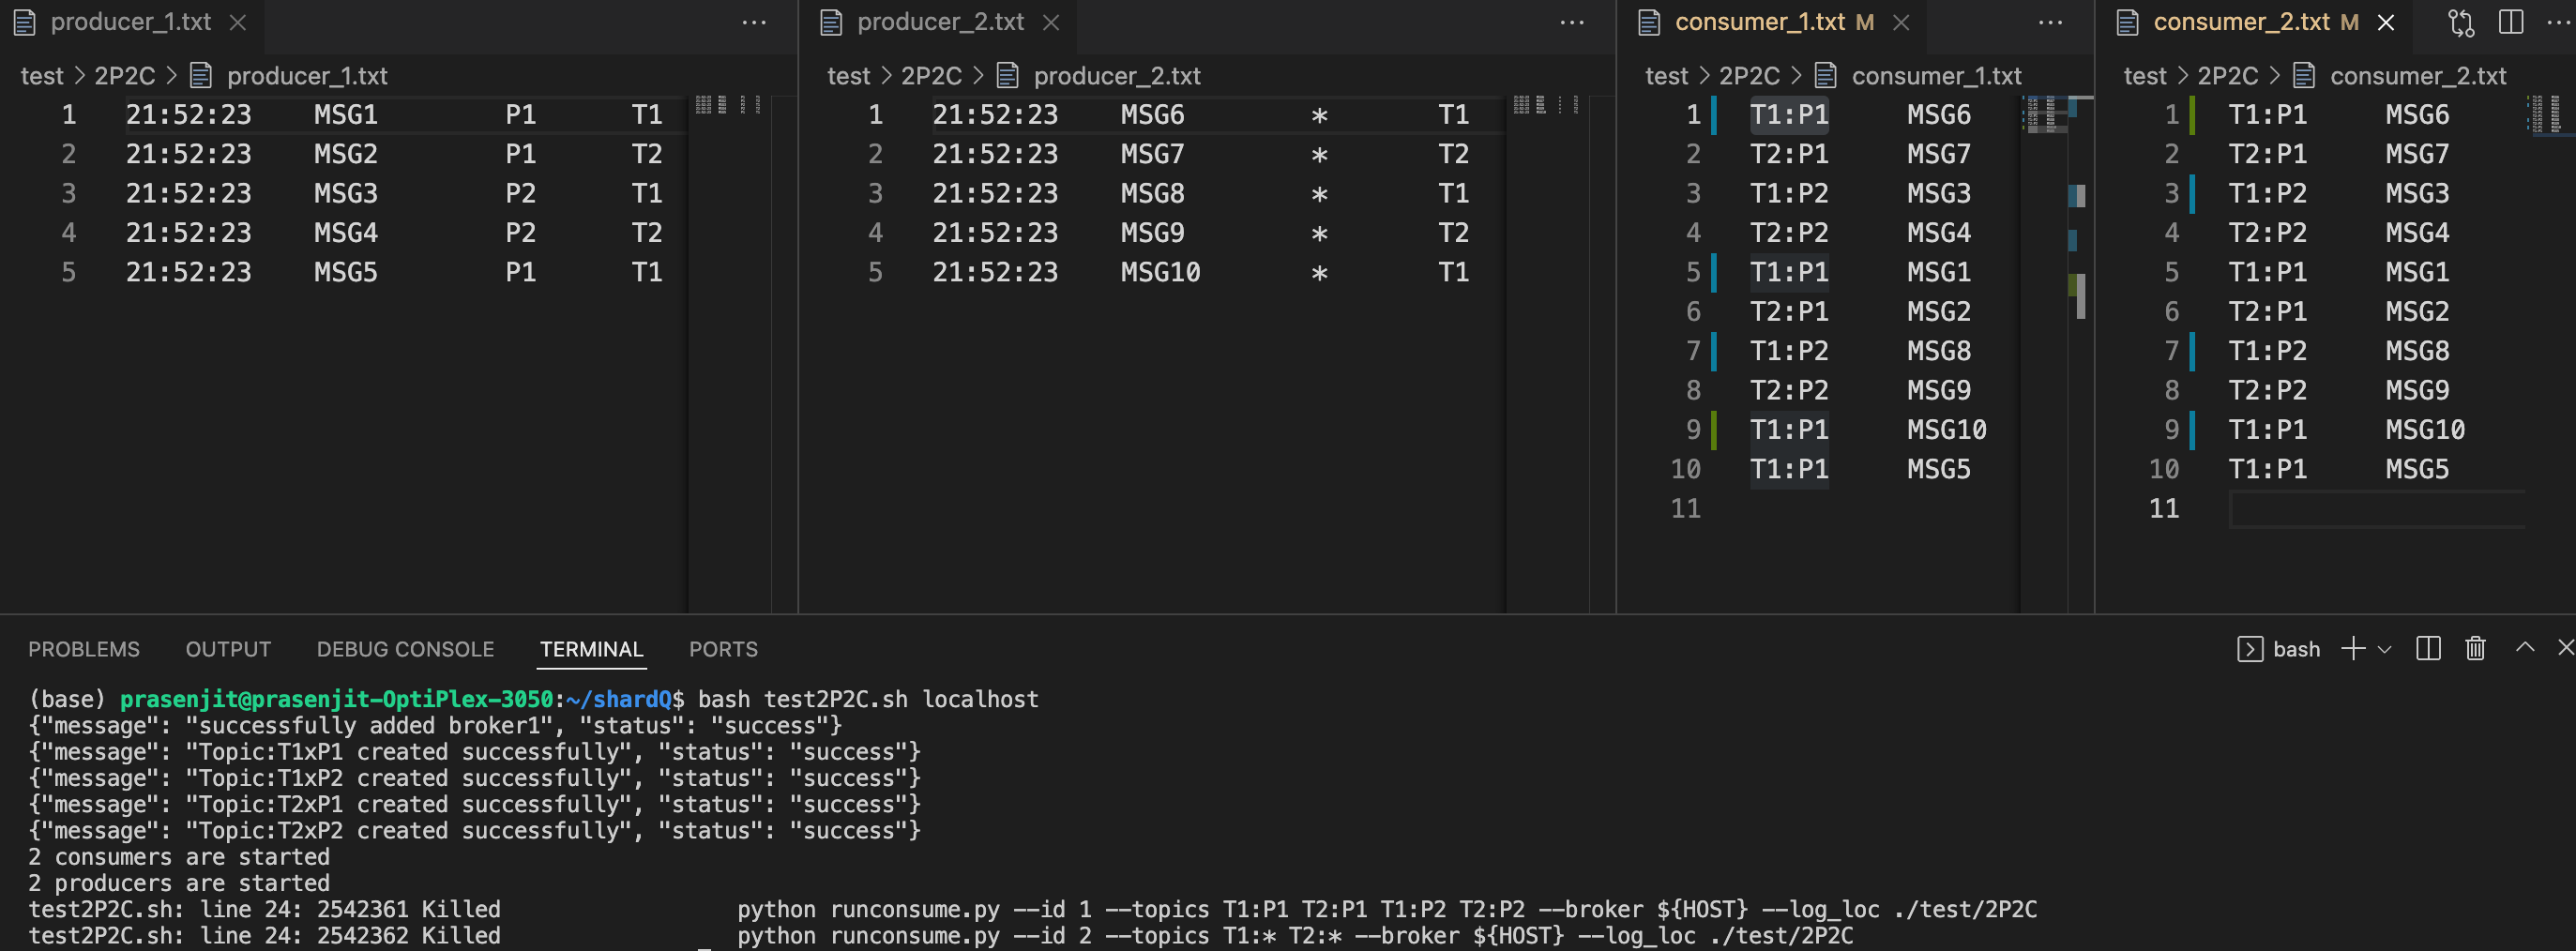 producer_1.txt
test > 2P2C > producer_1.txt
1 21:52:23 MSG1 P1 T1
2 21:52:23 MSG2 P1 T2
3 21:52:23 MSG3 P2 T1
4 21:52:23 MSG4 P2 T2
5 21:52:23 MSG5 P1 T1
producer_2.txt
test > 2P2C > producer_2.txt
1 21:52:23 MSG6 * T1
2 21:52:23 MSG7 * T2
3 21:52:23 MSG8 * T1
4 21:52:23 MSG9 * T2
5 21:52:23 MSG10 * T1
consumer_1.txt M
test > 2P2C > consumer_1.txt
1 T1:P1 MSG6
2 T2:P1 MSG7
3 T1:P2 MSG3
4 T2:P2 MSG4
5 T1:P1 MSG1
6 T2:P1 MSG2
7 T1:P2 MSG8
8 T2:P2 MSG9
9 T1:P1 MSG10
10 T1:P1 MSG5
11
consumer_2.txt M
test > 2P2C > consumer_2.txt
1 T1:P1 MSG6
2 T2:P1 MSG7
3 T1:P2 MSG3
4 T2:P2 MSG4
5 T1:P1 MSG1
6 T2:P1 MSG2
7 T1:P2 MSG8
8 T2:P2 MSG9
9 T1:P1 MSG10
10 T1:P1 MSG5
11
PROBLEMS OUTPUT DEBUG CONSOLE TERMINAL PORTS bash
(base) prasenjit@prasenjit-OptiPlex-3050:~/shardQ$ bash test2P2C.sh localhost
{"message": "successfully added broker1", "status": "success"}
{"message": "Topic:T1xP1 created successfully", "status": "success"}
{"message": "Topic:T1xP2 created successfully", "status": "success"}
{"message": "Topic:T2xP1 created successfully", "status": "success"}
{"message": "Topic:T2xP2 created successfully", "status": "success"}
2 consumers are started
2 producers are started
test2P2C.sh: line 24: 2542361 Killed python runconsume.py --id 1 --topics T1:P1 T2:P1 T1:P2 T2:P2 --broker ${HOST} --log_loc ./test/2P2C
test2P2C.sh: line 24: 2542362 Killed python runconsume.py --id 2 --topics T1:* T2:* --broker ${HOST} --log_loc ./test/2P2C